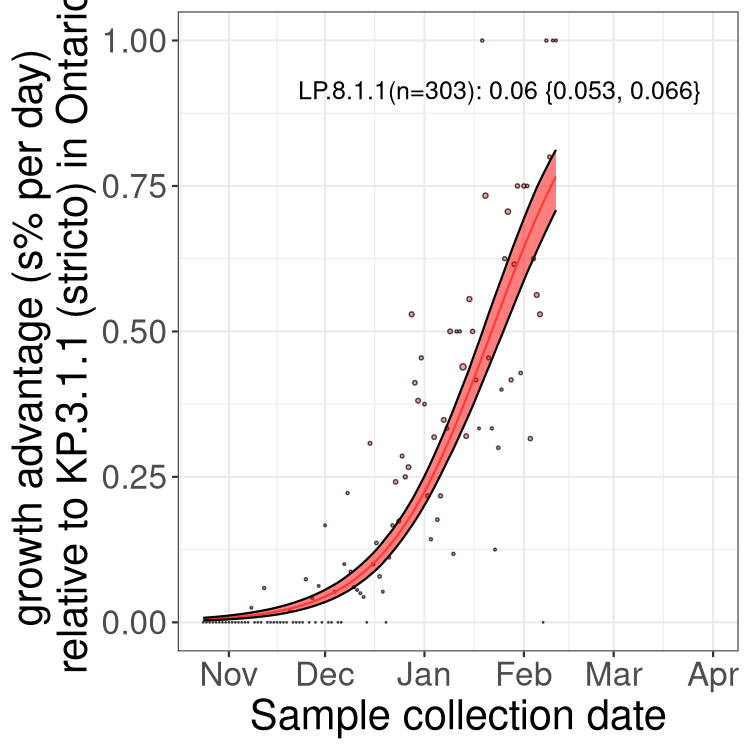 growth advantage (s% per day)
relative to KP.3.1.1 (stricto) in Ontario
1.00
0.75
0.50
0.25
0.00
LP.8.1.1(n=303): 0.06 {0.053, 0.066}
Nov Dec Jan Feb Mar Apr
Sample collection date